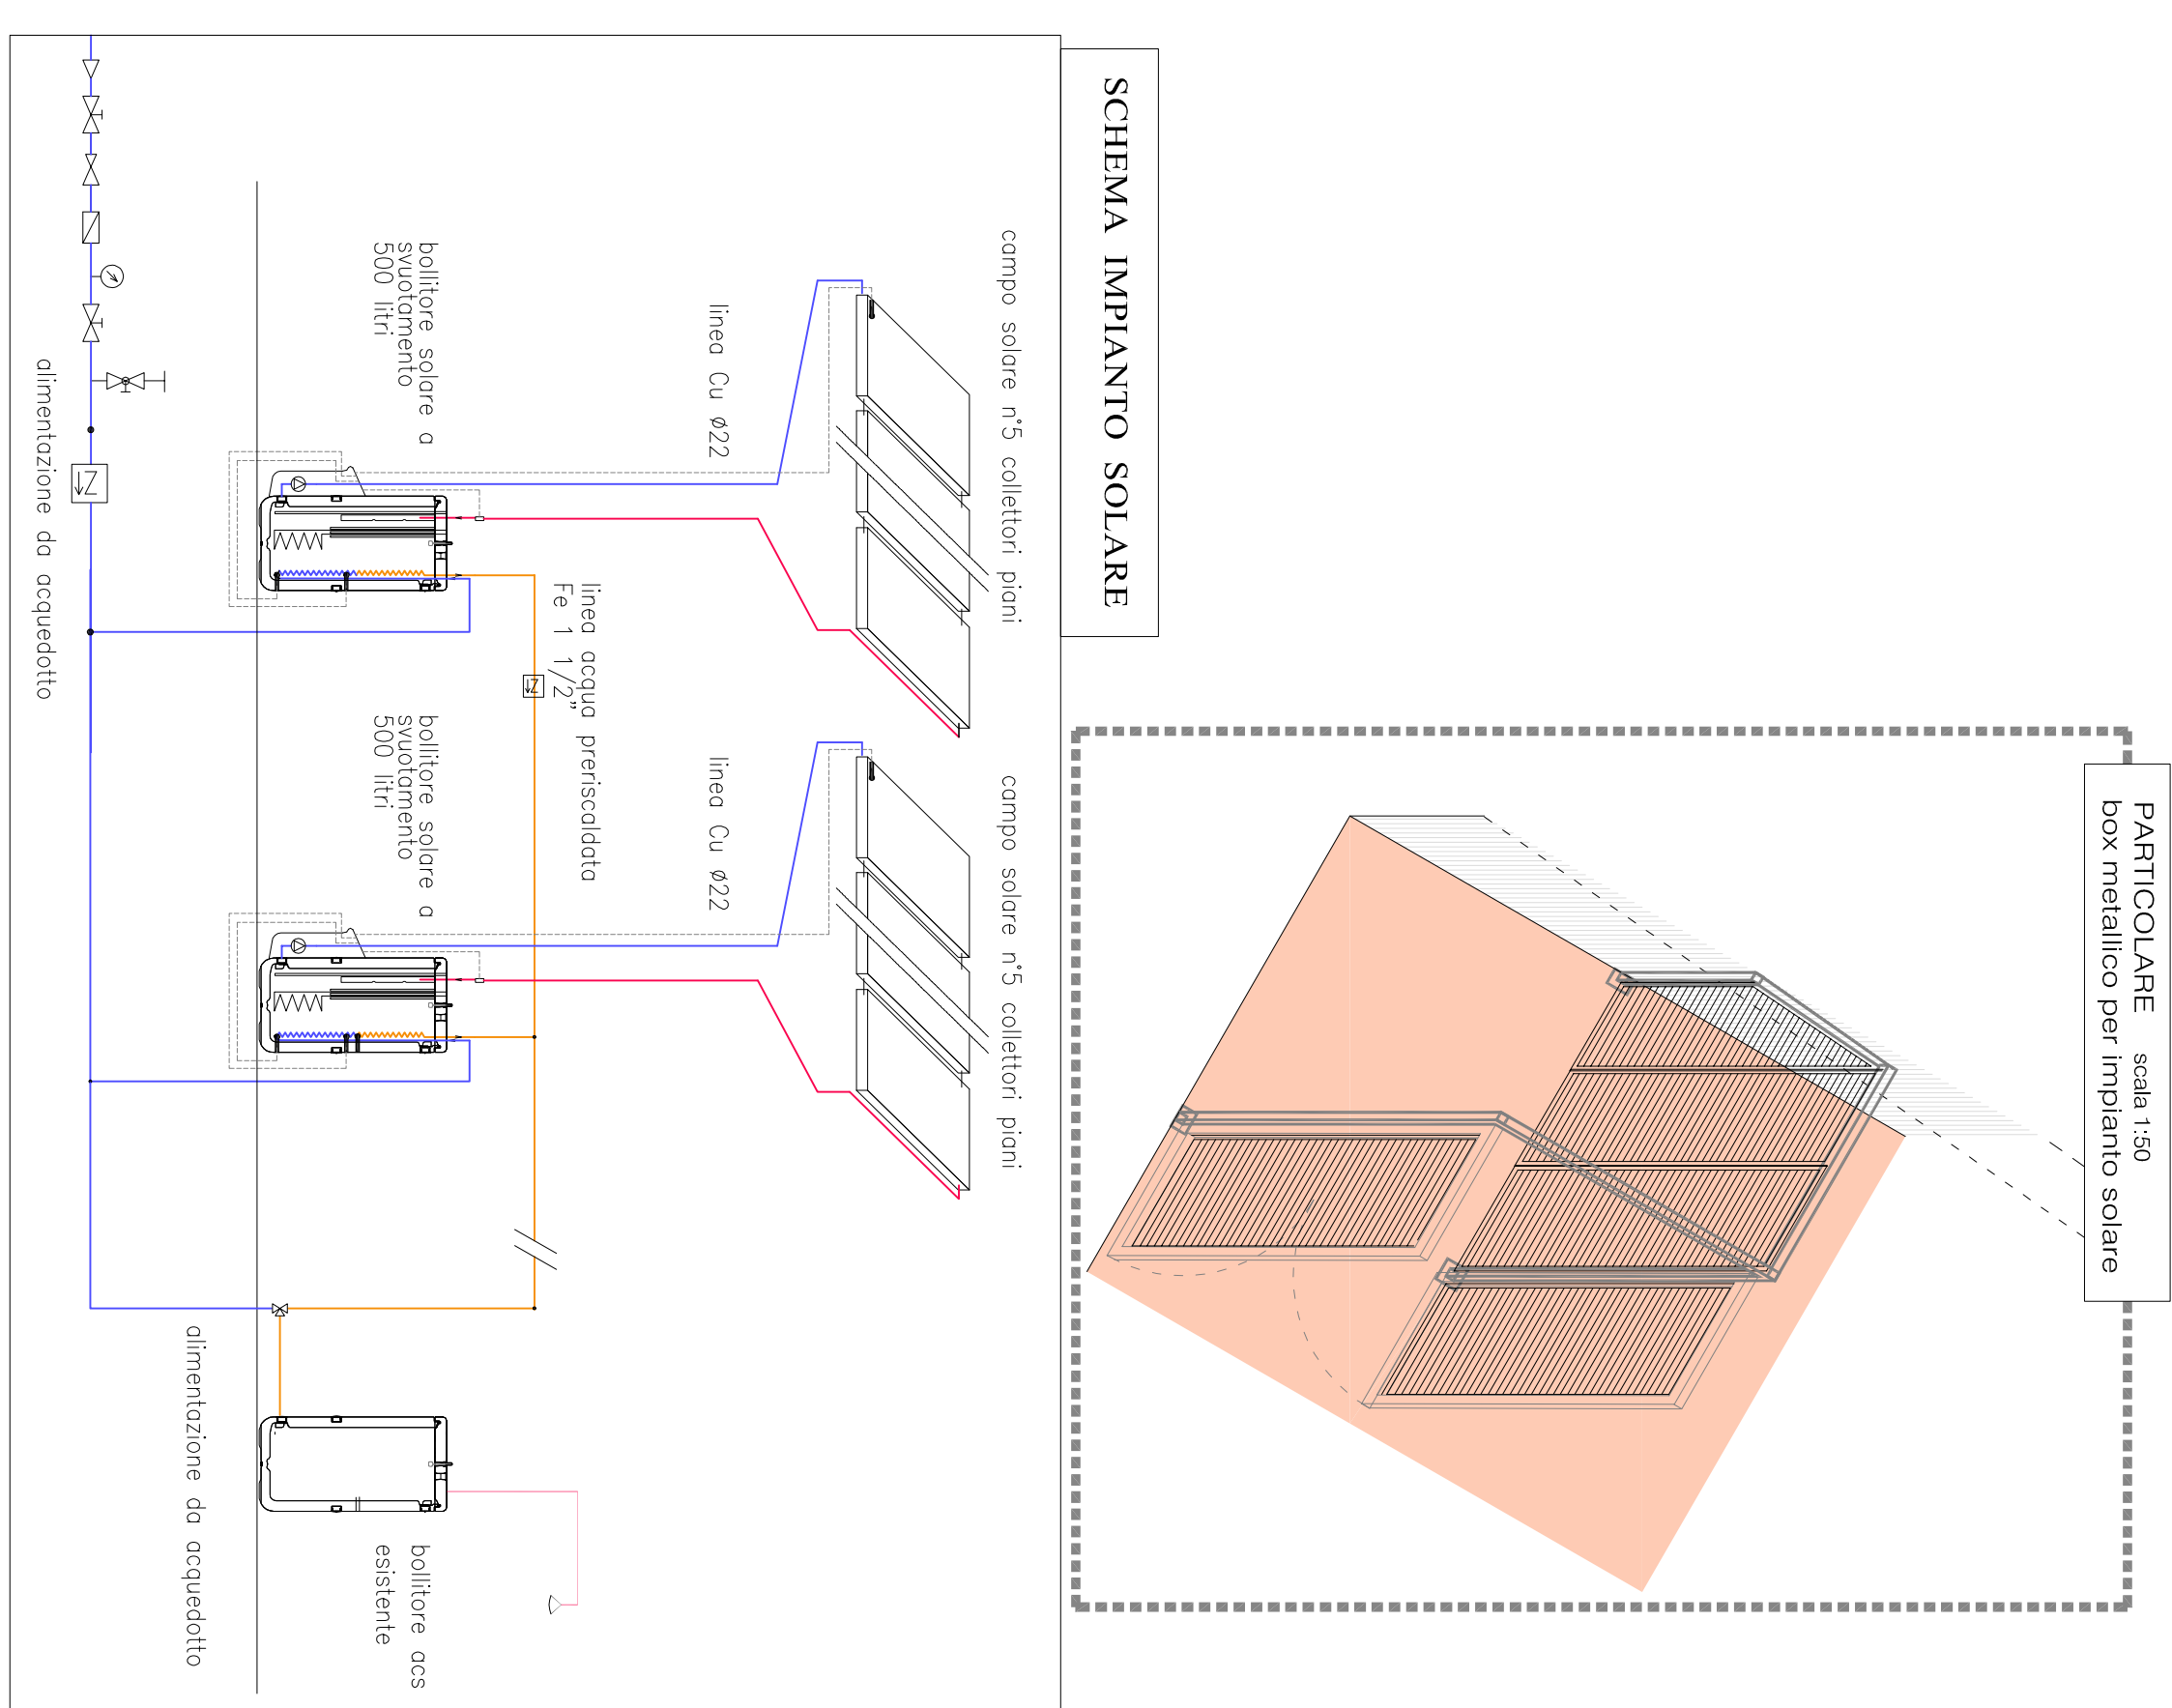 SCHEMA IMPIANTO SOLARE
campo solare n°5 collettori piani
campo solare n°5 collettori piani
linea Cu ø22
linea Cu ø22
linea acqua preriscaldata
Fe 1 1/2"
bollitore solare a
svuotamento
500 litri
bollitore solare a
svuotamento
500 litri
bollitore acs
esistente
alimentazione da acquedotto
alimentazione da acquedotto
PARTICOLARE scala 1:50
box metallico per impianto solare